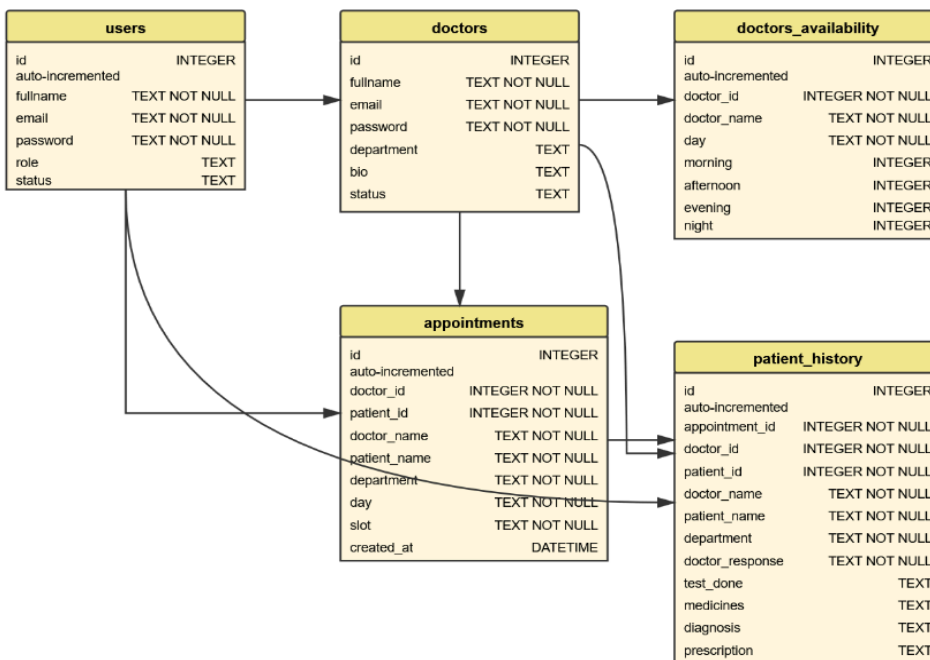 users
id INTEGER
auto-incremented
fullname TEXT NOT NULL
email TEXT NOT NULL
password TEXT NOT NULL
role TEXT
status TEXT
doctors
id INTEGER
fullname TEXT NOT NULL
email TEXT NOT NULL
password TEXT NOT NULL
department TEXT
bio TEXT
status TEXT
doctors_availability
id INTEGER
auto-incremented
doctor_id INTEGER NOT NULL
doctor_name TEXT NOT NULL
day TEXT NOT NULL
morning INTEGER
afternoon INTEGER
evening INTEGER
night INTEGER
appointments
id INTEGER
auto-incremented
doctor_id INTEGER NOT NULL
patient_id INTEGER NOT NULL
doctor_name TEXT NOT NULL
patient_name TEXT NOT NULL
department TEXT NOT NULL
day TEXT NOT NULL
slot TEXT NOT NULL
created_at DATETIME
patient_history
id INTEGER
auto-incremented
appointment_id INTEGER NOT NULL
doctor_id INTEGER NOT NULL
patient_id INTEGER NOT NULL
doctor_name TEXT NOT NULL
patient_name TEXT NOT NULL
department TEXT NOT NULL
doctor_response TEXT NOT NULL
test_done TEXT
medicines TEXT
diagnosis TEXT
prescription TEXT